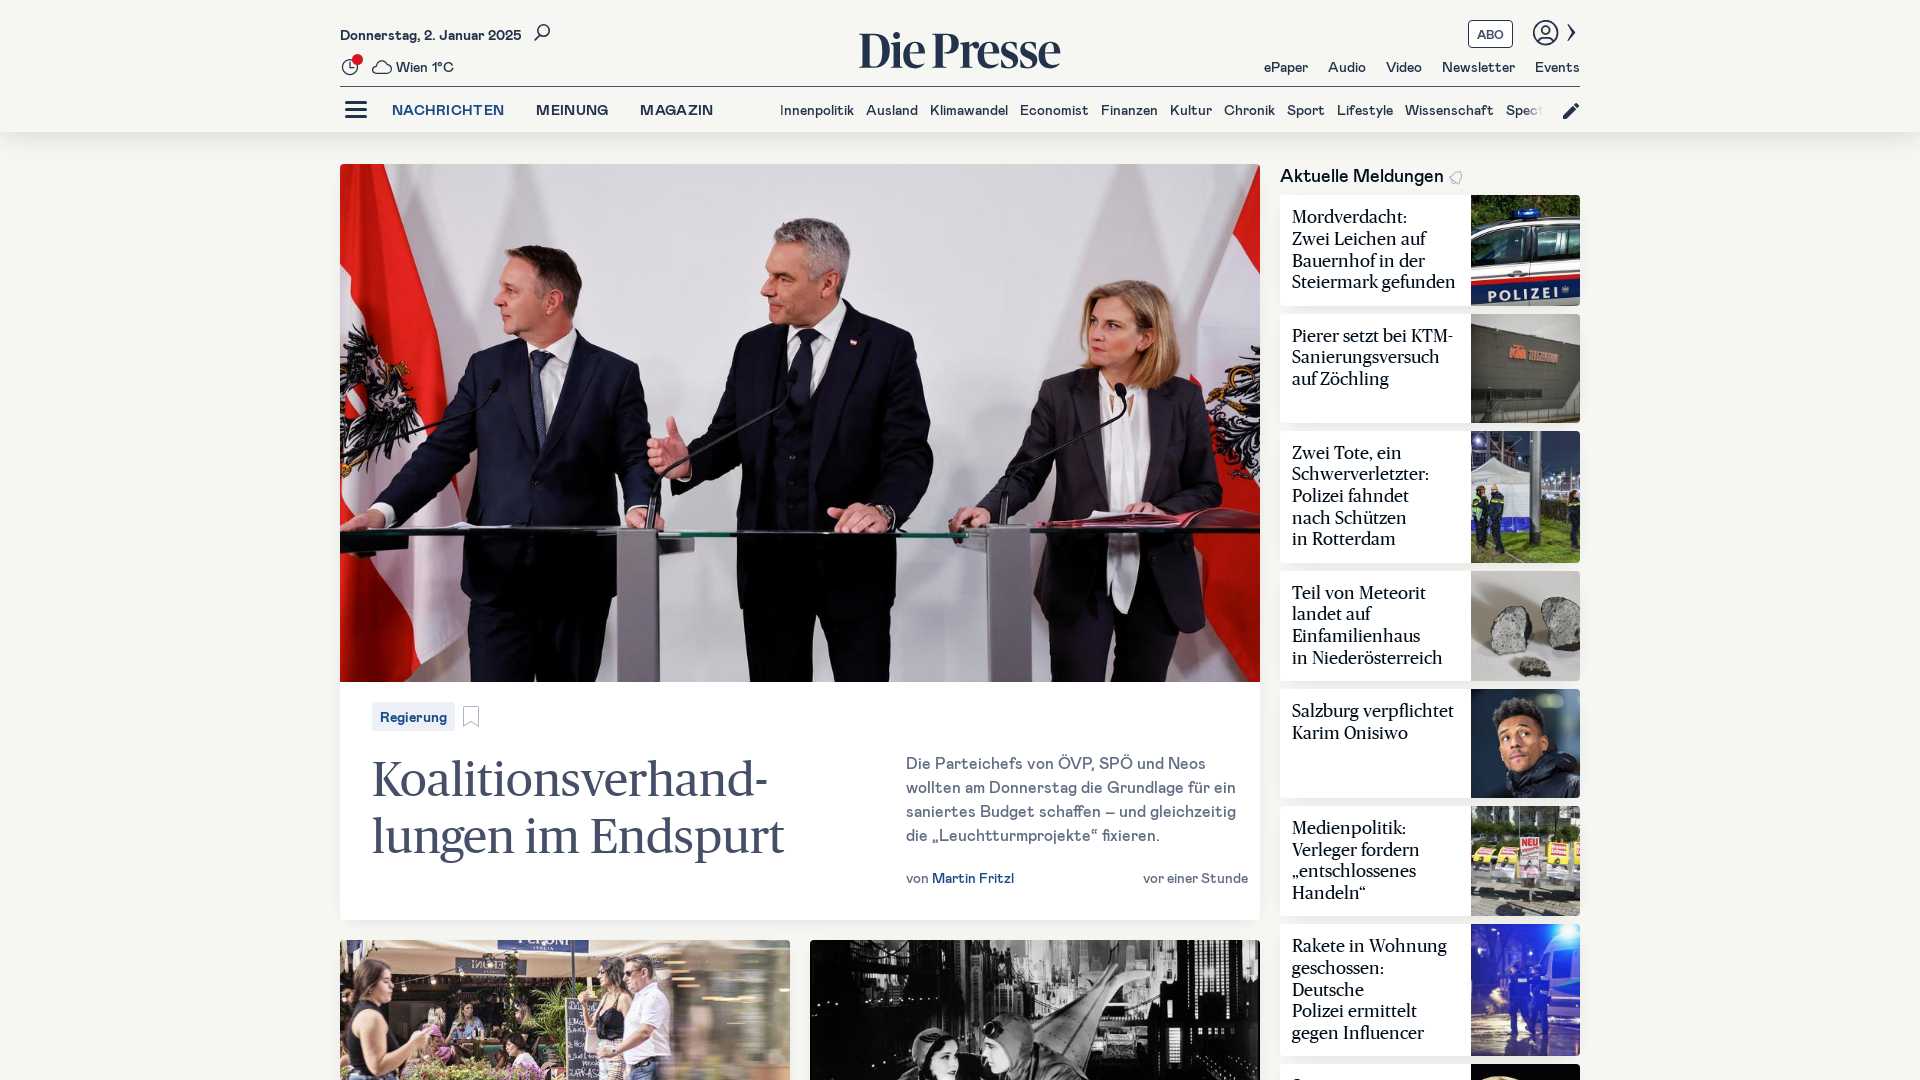 Donnerstag, 2. Januar 2025
Wien 1°C
Die Presse
ABO
ePaper Audio Video Newsletter Events
NACHRICHTEN MEINUNG MAGAZIN
Innenpolitik Ausland Klimawandel Economist Finanzen Kultur Chronik Sport Lifestyle Wissenschaft Spect
Regierung
Koalitionsverhand-
lungen im Endspurt
Die Parteichefs von ÖVP, SPÖ und Neos
wollten am Donnerstag die Grundlage für ein
saniertes Budget schaffen – und gleichzeitig
die „Leuchtturmprojekte“ fixieren.
von Martin Fritzl
vor einer Stunde
Aktuelle Meldungen
Mordverdacht:
Zwei Leichen auf
Bauernhof in der
Steiermark gefunden
POLIZEI
Pierer setzt bei KTM-
Sanierungsversuch
auf Zöchling
KTM
Zwei Tote, ein
Schwerverletzter:
Polizei fahndet
nach Schützen
in Rotterdam
Teil von Meteorit
landet auf
Einfamilienhaus
in Niederösterreich
Salzburg verpflichtet
Karim Onisiwo
Medienpolitik:
Verleger fordern
„entschlossenes
Handeln“
NEU
Rakete in Wohnung
geschossen:
Deutsche
Polizei ermittelt
gegen Influencer